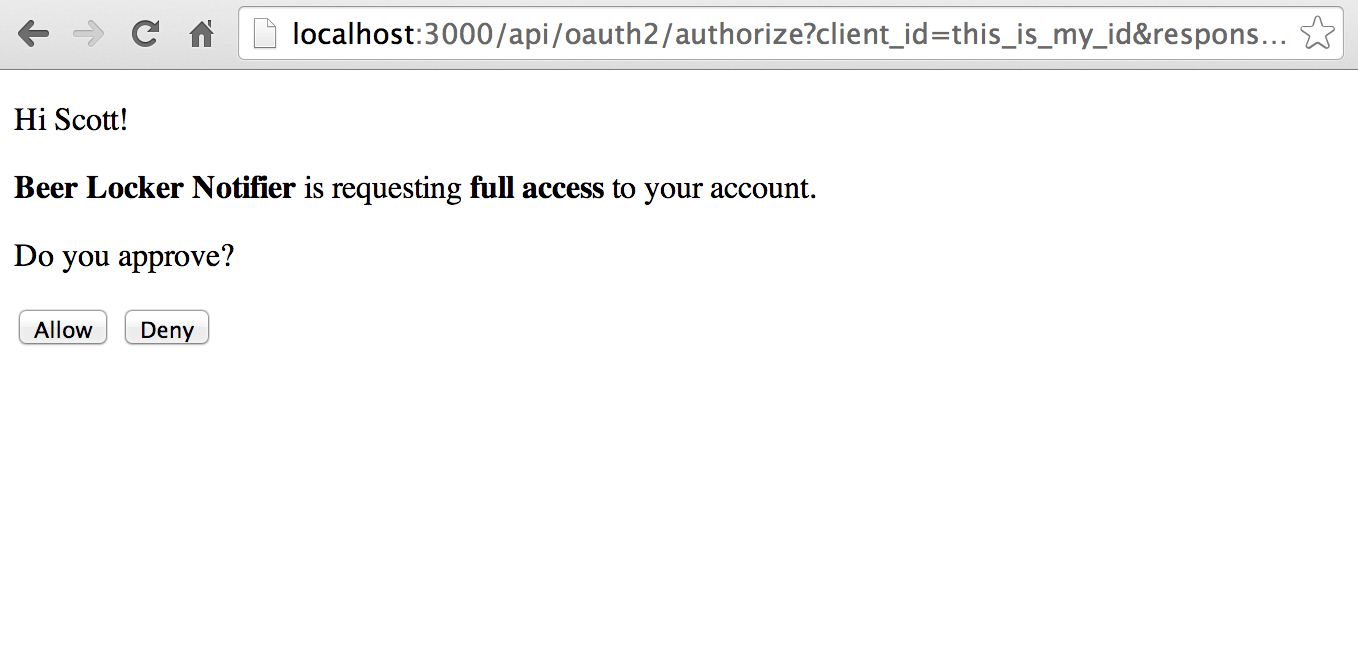 localhost:3000/api/oauth2/authorize?client_id=this_is_my_id&respons...
Hi Scott!
Beer Locker Notifier is requesting full access to your account.
Do you approve?
Allow Deny